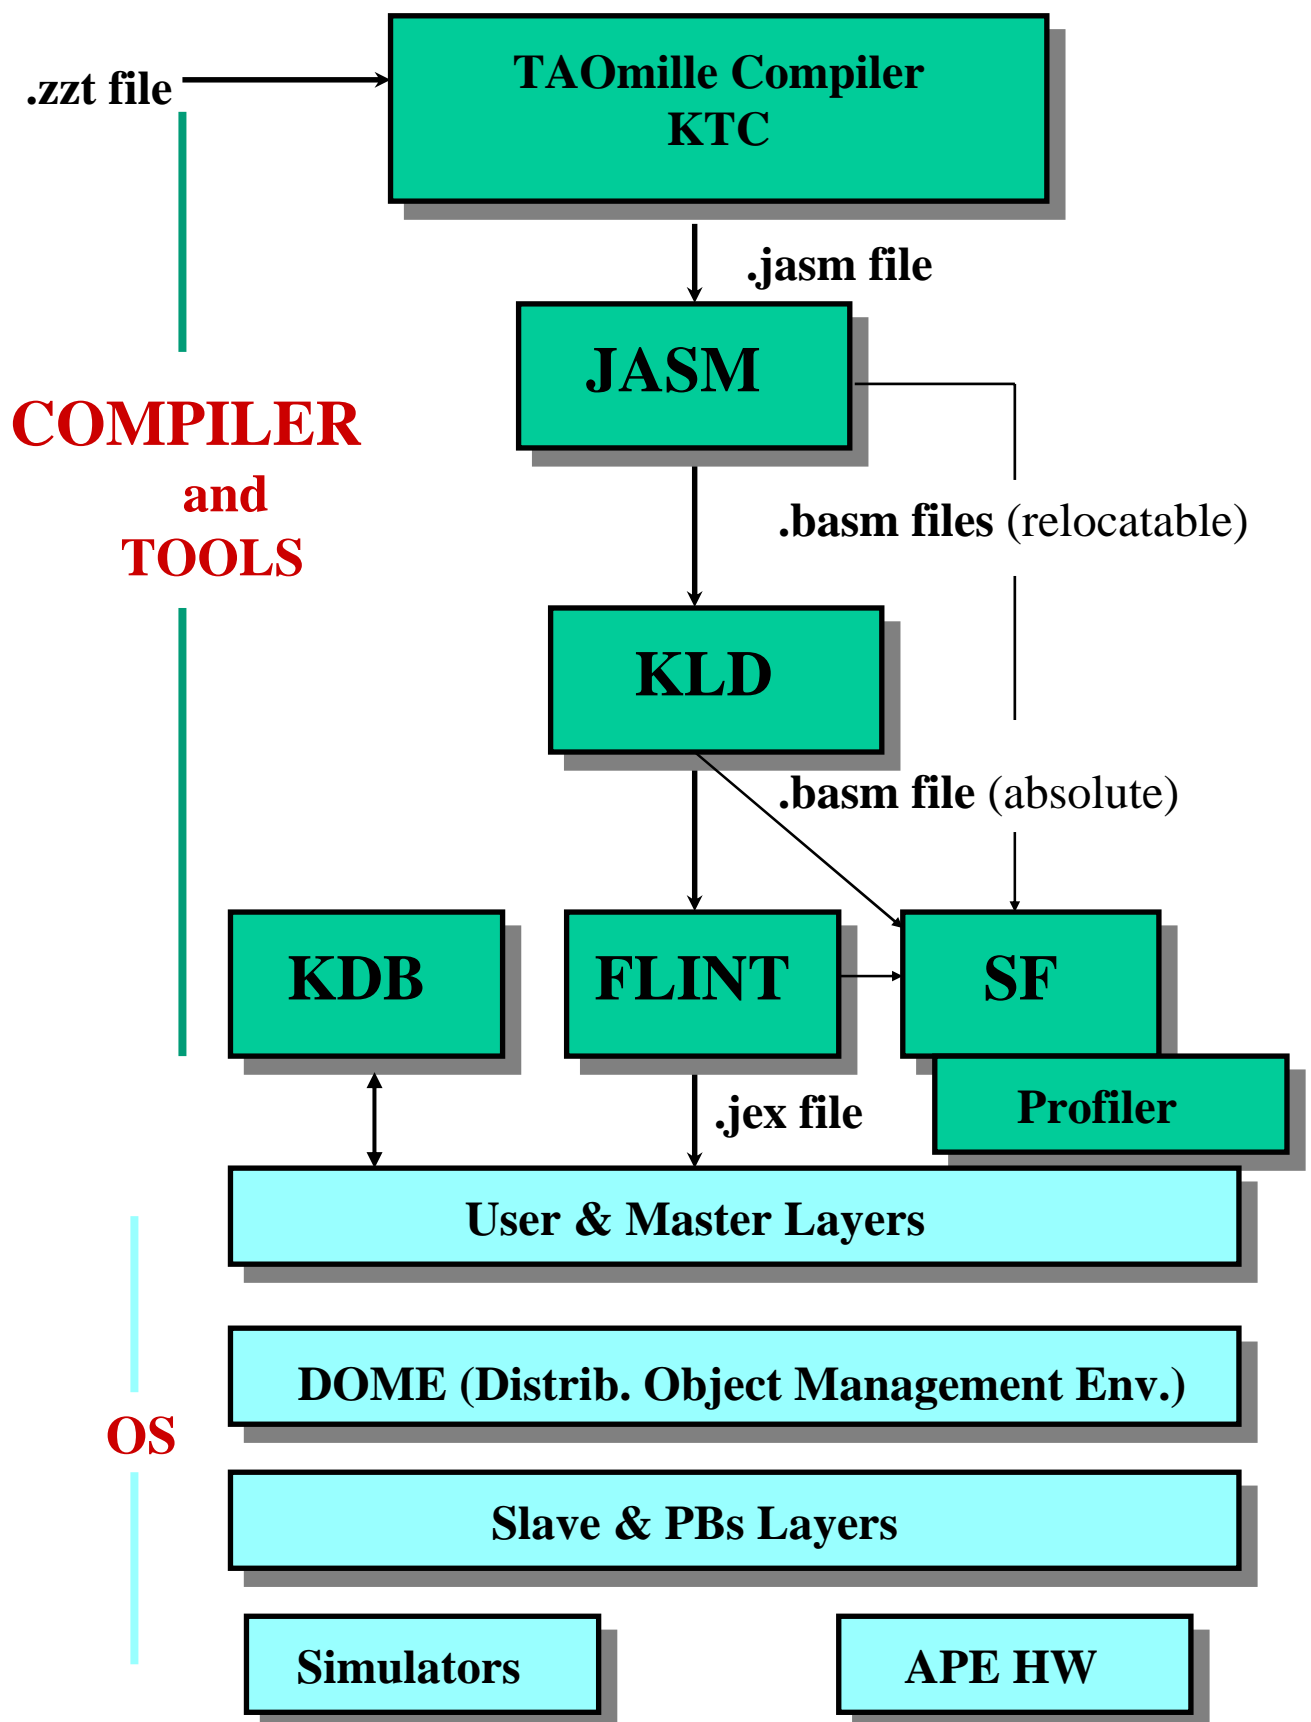 TAOmille Compiler
KTC
.zzt file
.jasm file
JASM
COMPILER
and
TOOLS
.basm files (relocatable)
KLD
.basm file (absolute)
KDB
FLINT
SF
Profiler
.jex file
User & Master Layers
DOME (Distrib. Object Management Env.)
OS
Slave & PBs Layers
Simulators
APE HW